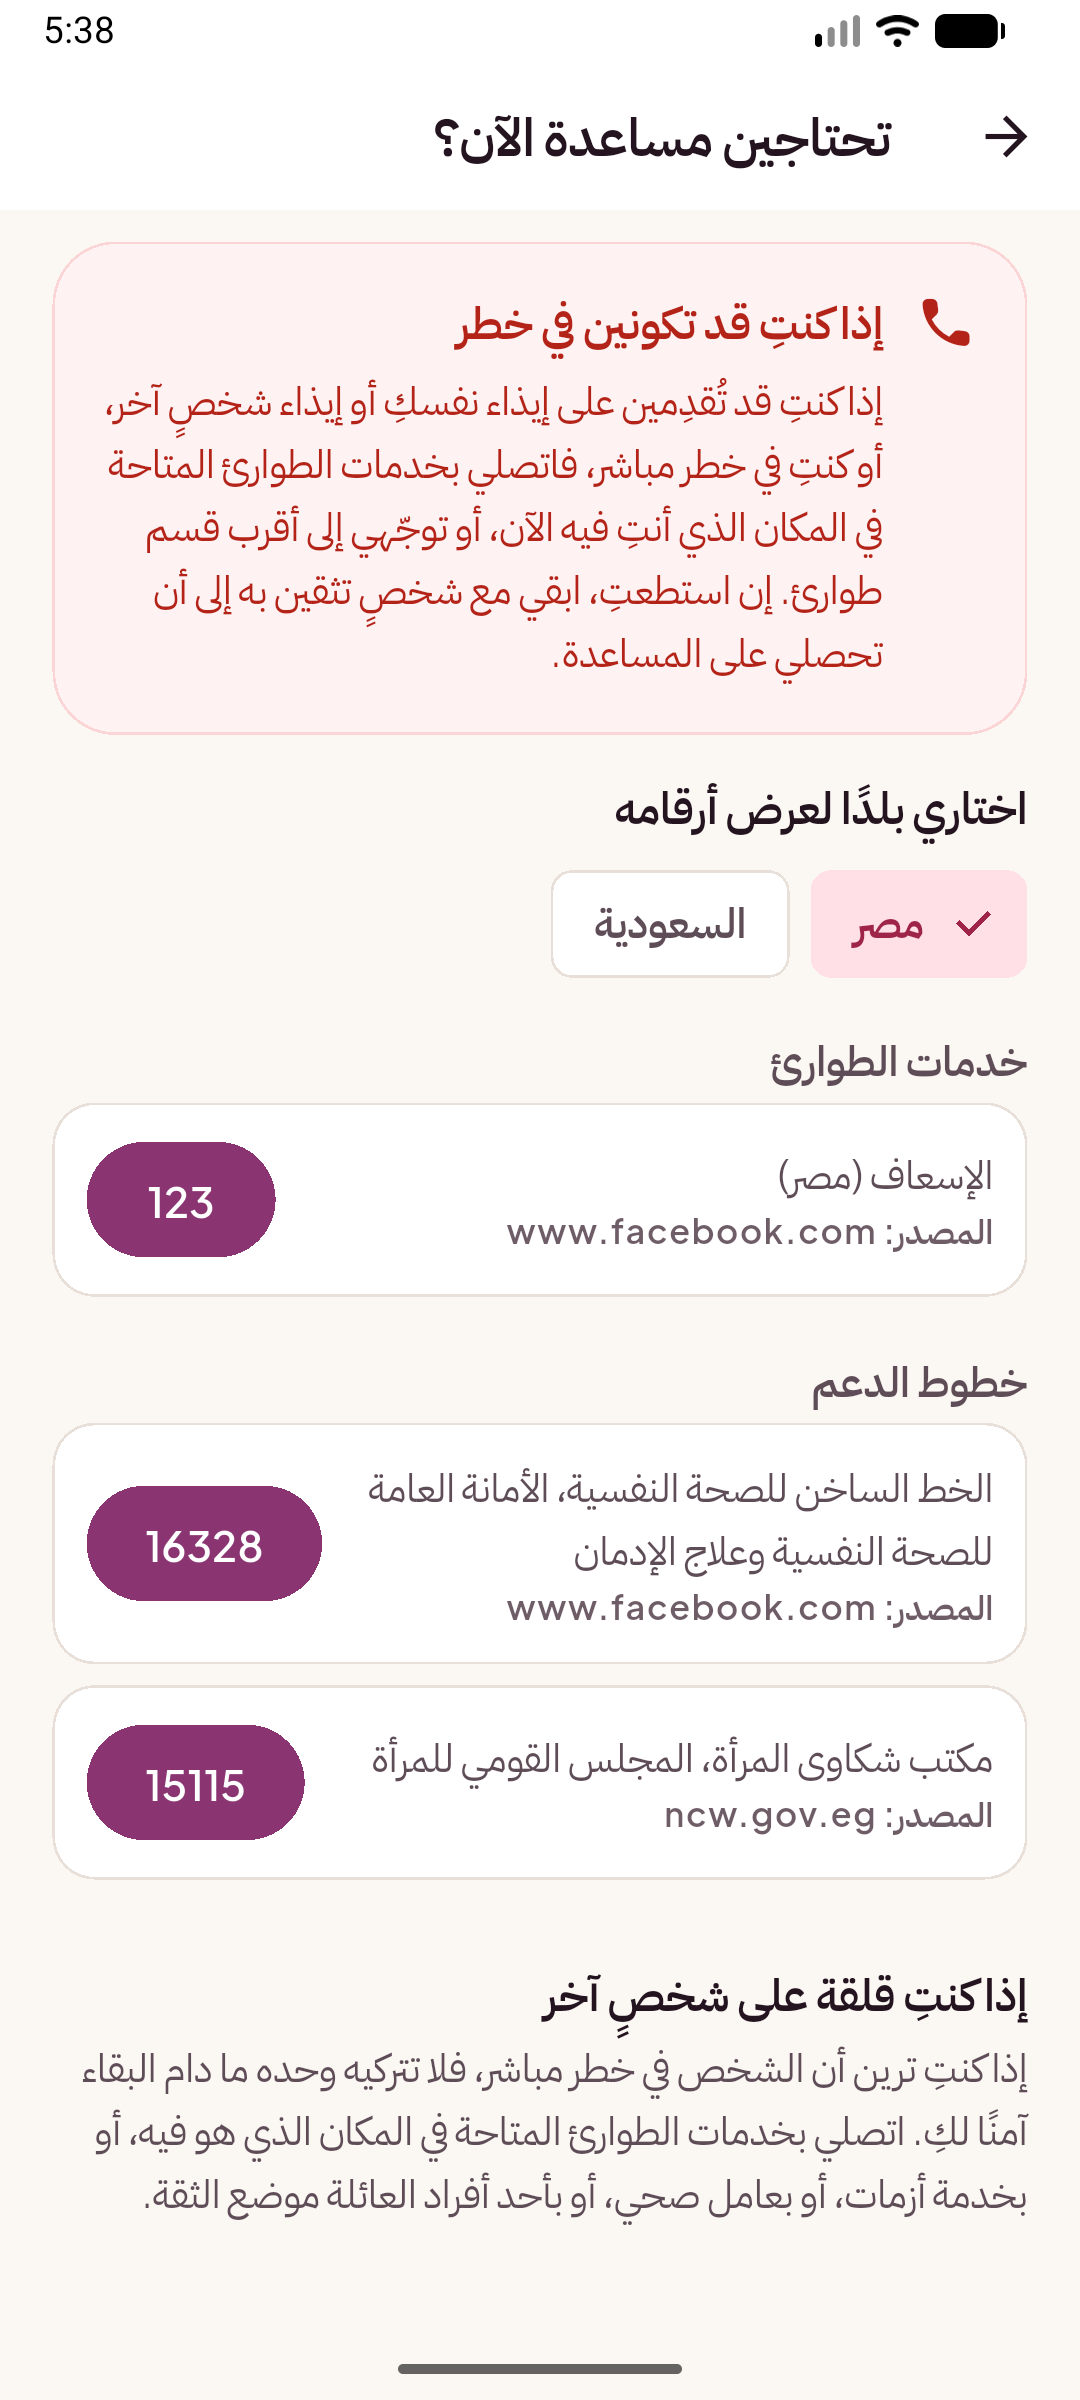 5:38
تحتاجين مساعدة الآن؟
إذا كنتِ قد تكونين في خطر
إذا كنتِ قد تُقدِمين على إيذاء نفسكِ أو إيذاء شخصٍ آخر،
أو كنتِ في خطر مباشر، فاتصلي بخدمات الطوارئ المتاحة
في المكان الذي أنتِ فيه الآن، أو توجّهي إلى أقرب قسم
طوارئ. إن استطعتِ، ابقي مع شخصٍ تثقين به إلى أن
تحصلي على المساعدة.
اختاري بلدًا لعرض أرقامه
مصر
السعودية
خدمات الطوارئ
الإسعاف (مصر)
المصدر: www.facebook.com
123
خطوط الدعم
الخط الساخن للصحة النفسية، الأمانة العامة
للصحة النفسية وعلاج الإدمان
المصدر: www.facebook.com
16328
مكتب شكاوى المرأة، المجلس القومي للمرأة
المصدر: ncw.gov.eg
15115
إذا كنتِ قلقة على شخصٍ آخر
إذا كنتِ ترين أن الشخص في خطر مباشر، فلا تتركيه وحده ما دام البقاء
آمنًا لكِ. اتصلي بخدمات الطوارئ المتاحة في المكان الذي هو فيه، أو
بخدمة أزمات، أو بعامل صحي، أو بأحد أفراد العائلة موضع الثقة.